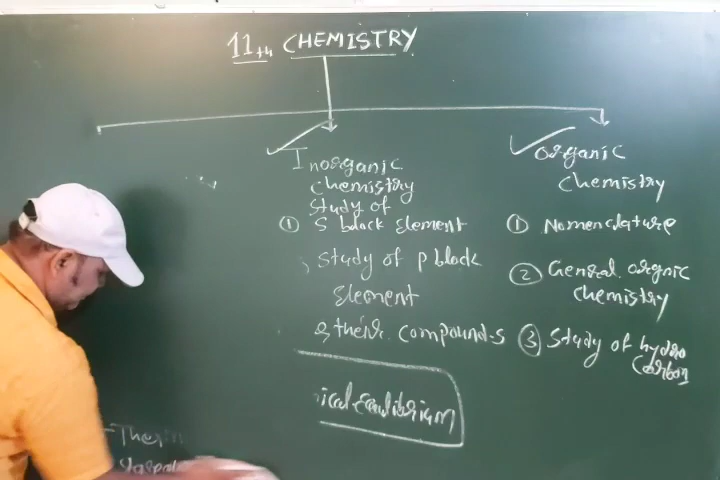 11th CHEMISTRY
Inorganic
chemistry
Study of
① S block Element
, Study of p block
Element
& their compounds
ical Equilibrium
organic
chemistry
① Nomenclature
② General organic
chemistry
③ Study of hydro
Carbon